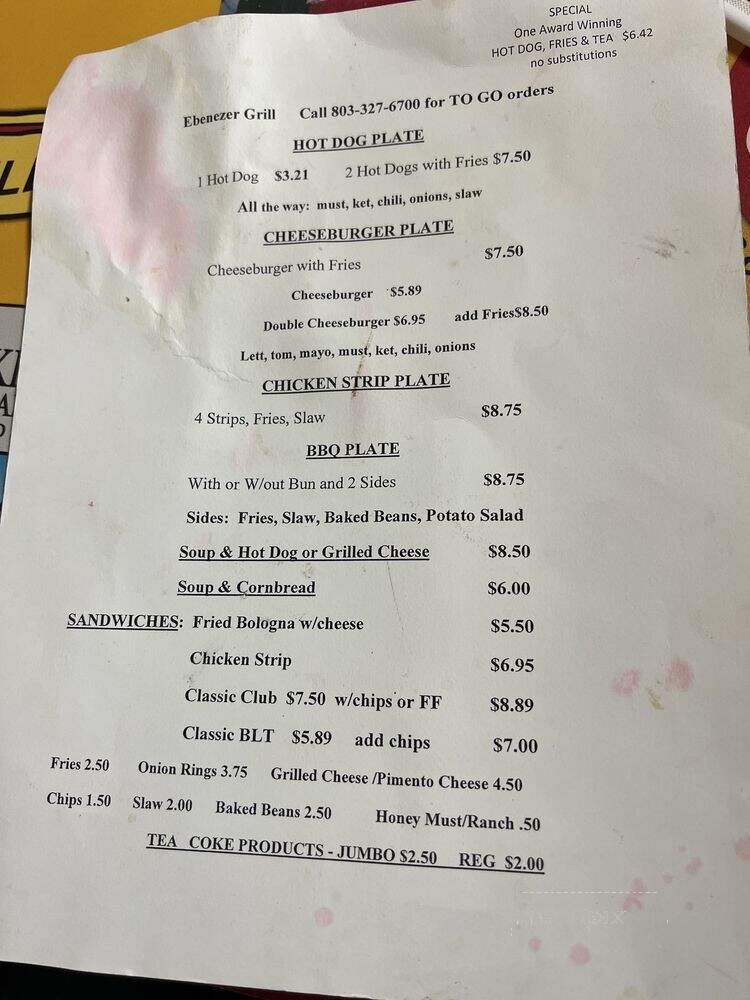 SPECIAL
One Award Winning
HOT DOG, FRIES & TEA $6.42
no substitutions
Ebenezer Grill Call 803-327-6700 for TO GO orders
HOT DOG PLATE
1 Hot Dog $3.21 2 Hot Dogs with Fries $7.50
All the way: must, ket, chili, onions, slaw
CHEESEBURGER PLATE
Cheeseburger with Fries $7.50
Cheeseburger $5.89
Double Cheeseburger $6.95 add Fries$8.50
Lett, tom, mayo, must, ket, chili, onions
CHICKEN STRIP PLATE
4 Strips, Fries, Slaw $8.75
BBQ PLATE
With or W/out Bun and 2 Sides $8.75
Sides: Fries, Slaw, Baked Beans, Potato Salad
Soup & Hot Dog or Grilled Cheese $8.50
Soup & Cornbread $6.00
SANDWICHES: Fried Bologna w/cheese $5.50
Chicken Strip $6.95
Classic Club $7.50 w/chips or FF $8.89
Classic BLT $5.89 add chips $7.00
Fries 2.50 Onion Rings 3.75 Grilled Cheese /Pimento Cheese 4.50
Chips 1.50 Slaw 2.00 Baked Beans 2.50 Honey Must/Ranch .50
TEA COKE PRODUCTS - JUMBO $2.50 REG $2.00